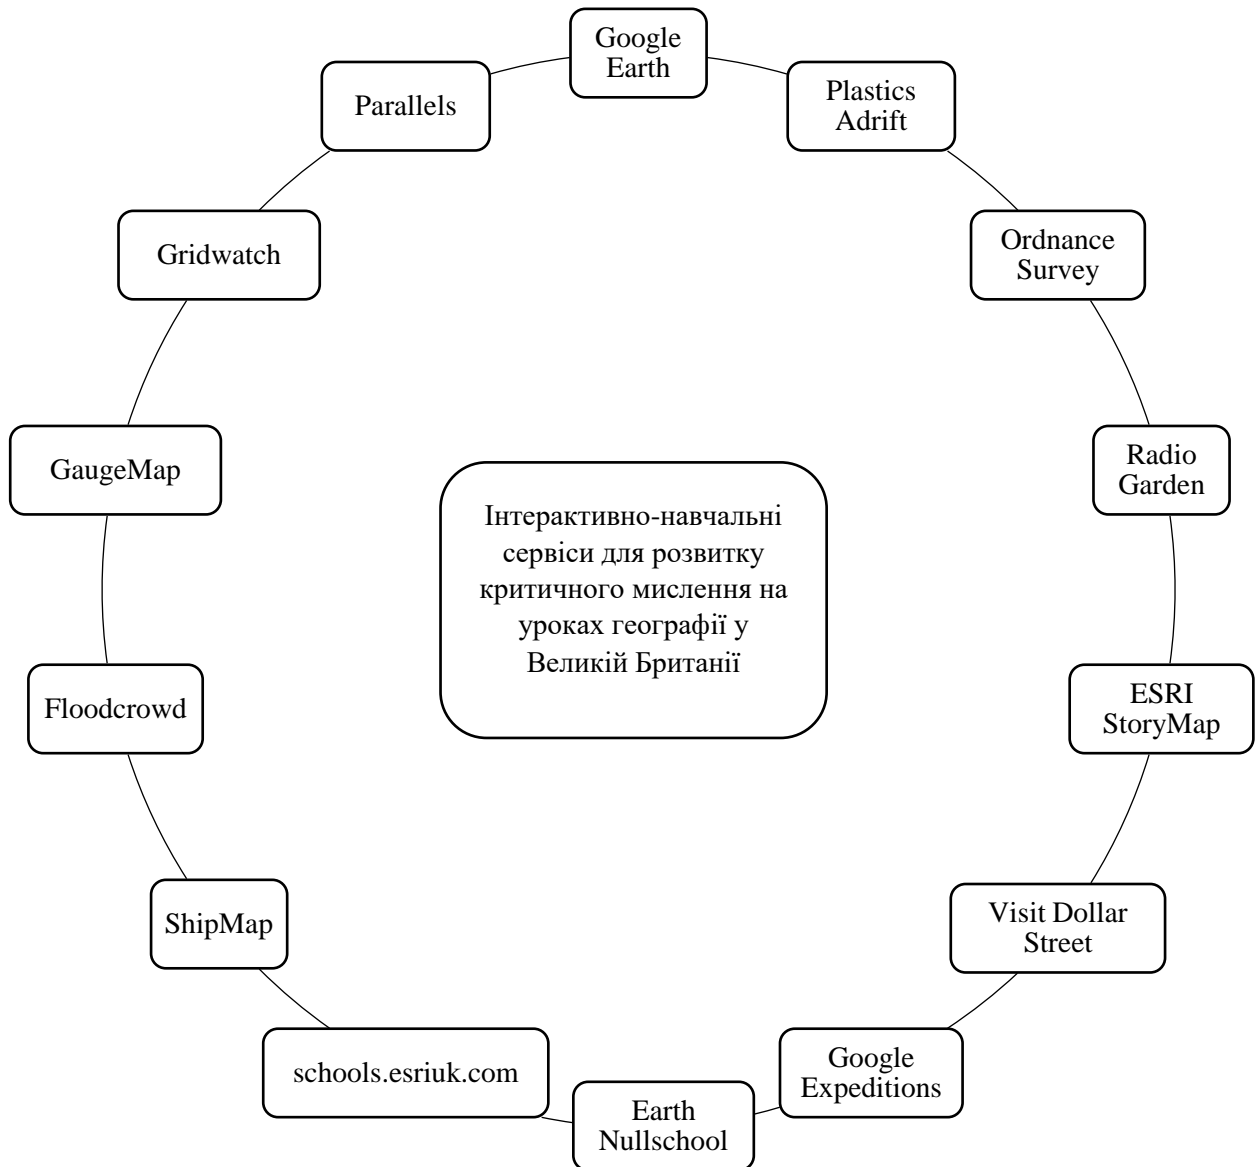 Google
Earth
Plastics
Adrift
Ordnance
Survey
Radio
Garden
ESRI
StoryMap
Visit Dollar
Street
Google
Expeditions
Earth
Nullschool
schools.esriuk.com
ShipMap
Floodcrowd
GaugeMap
Gridwatch
Parallels
Інтерактивно-навчальні
сервіси для розвитку
критичного мислення на
уроках географії у
Великій Британії